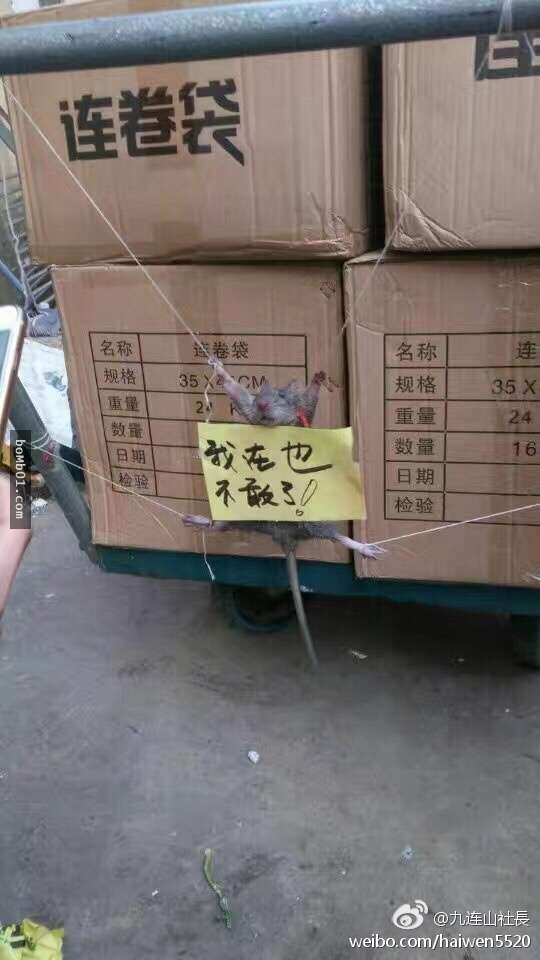 连卷袋
名称 连卷袋
规格 35 X CM
重量 24 K
数量
日期
检验
名称 连
规格 35 X
重量 24
数量 16
日期
检验
我在也
不敢了!
bomb01.com
@九连山社長
weibo.com/haiwen5520